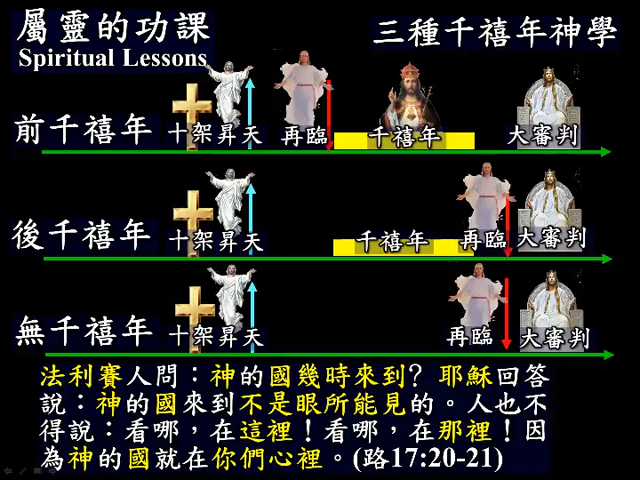 屬靈的功課
Spiritual Lessons
三種千禧年神學
前千禧年 十架昇天 再臨 千禧年 大審判
後千禧年 十架昇天 千禧年 再臨 大審判
無千禧年 十架昇天 再臨 大審判
法利賽人問：神的國幾時來到? 耶穌回答
說：神的國來到不是眼所能見的。人也不
得說：看哪，在這裡！看哪，在那裡！因
為神的國就在你們心裡。(路17:20-21)